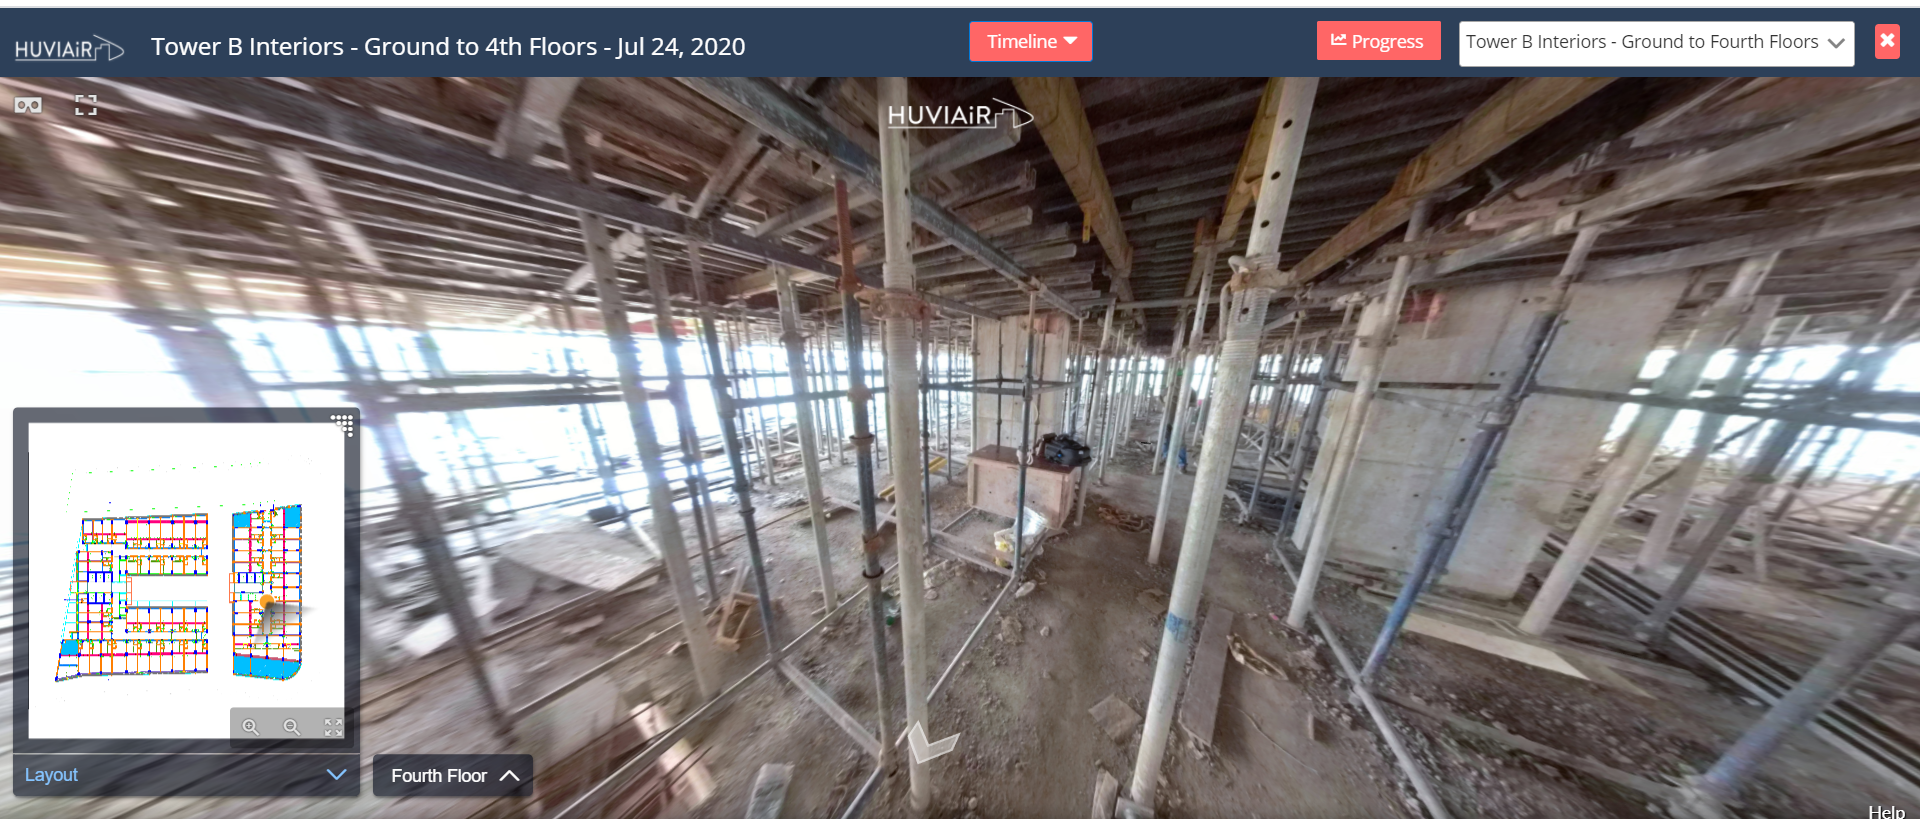 HUVIAiR
Tower B Interiors - Ground to 4th Floors - Jul 24, 2020
Timeline
Progress
Tower B Interiors - Ground to Fourth Floors
HUVIAiR
Layout
Fourth Floor
Help